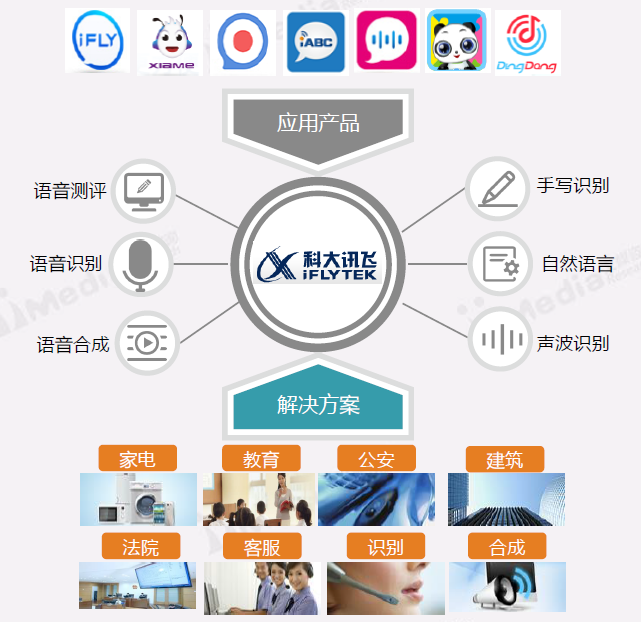 iFLY
XIAME
iABC
DingDong
应用产品
语音测评
手写识别
语音识别
自然语言
语音合成
声波识别
科大讯飞
iFLYTEK
解决方案
家电
教育
公安
建筑
法院
客服
识别
合成
iiMedia
Media